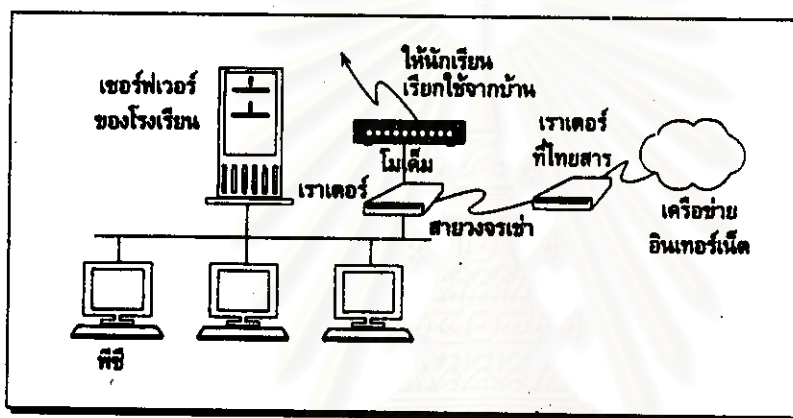 ให้นักเรียน
เรียกใช้จากบ้าน
เซอร์ฟเวอร์
ของโรงเรียน
โมเด็ม
เราเตอร์
ที่ไทยสาร
เราเตอร์
สายวงจรเช่า
เครือข่าย
อินเทอร์เน็ต
พีซี